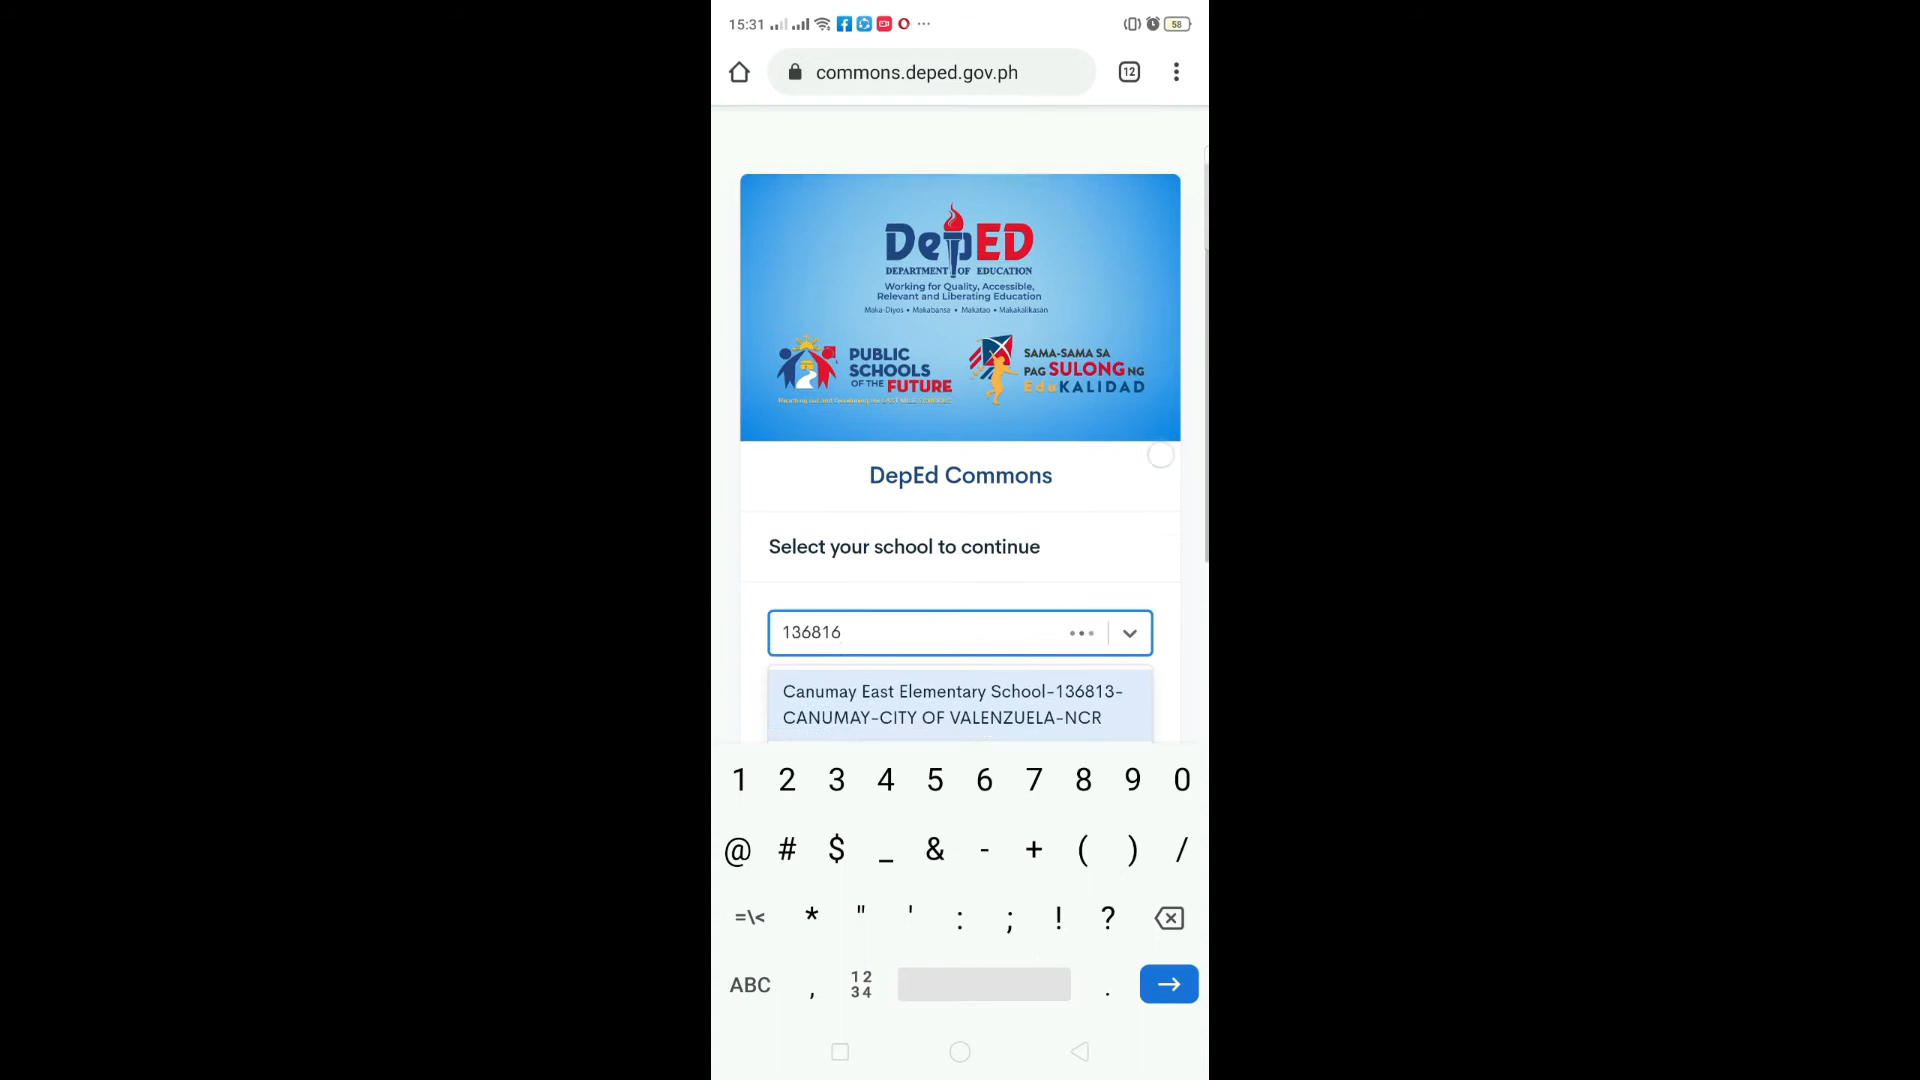 15:31
58
commons.deped.gov.ph
12
DepED
DEPARTMENT OF EDUCATION
Working for Quality, Accessible,
Relevant and Liberating Education
Maka-Diyos • Makabansa • Makatao • Makakalikasan
PUBLIC
SCHOOLS
OF THE FUTURE
SAMA-SAMA SA
PAG SULONG NG
EduKALIDAD
DepEd Commons
Select your school to continue
136816
Canumay East Elementary School-136813-
CANUMAY-CITY OF VALENZUELA-NCR
1 2 3 4 5 6 7 8 9 0
@ # $ _ & - + ( ) /
=\< * " ' : ; ! ?
ABC , 12 34 .